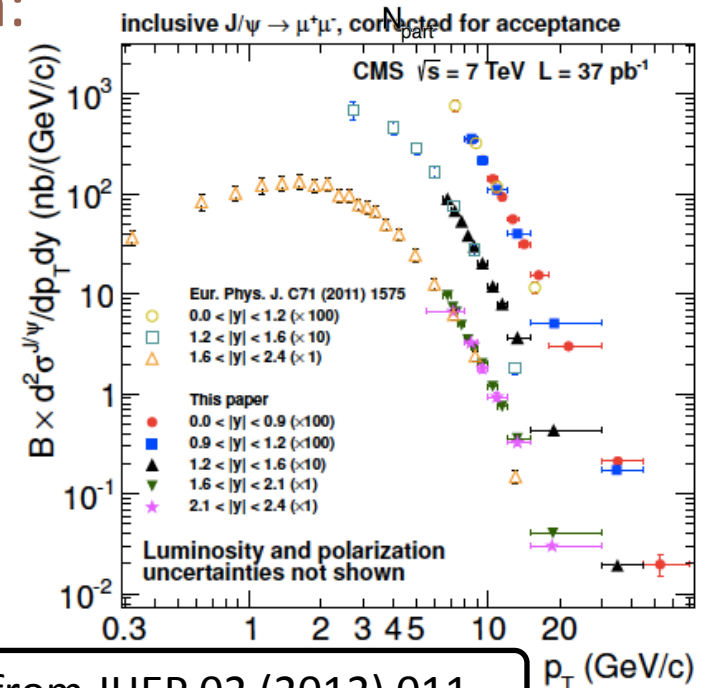 n:
inclusive J/ψ → μ⁺μ⁻, corrected for acceptance
N_part
CMS √s = 7 TeV L = 37 pb⁻¹
B × d²σ^J/ψ/dp_T dy (nb/(GeV/c))
10³
10²
10
1
10⁻¹
10⁻²
Eur. Phys. J. C71 (2011) 1575
0.0 < |y| < 1.2 (× 100)
1.2 < |y| < 1.6 (× 10)
1.6 < |y| < 2.4 (× 1)
This paper
0.0 < |y| < 0.9 (×100)
0.9 < |y| < 1.2 (×100)
1.2 < |y| < 1.6 (×10)
1.6 < |y| < 2.1 (×1)
2.1 < |y| < 2.4 (×1)
Luminosity and polarization
uncertainties not shown
0.3 1 2 3 4 5 10 20
p_T (GeV/c)
from JHEP 02 (2012) 011